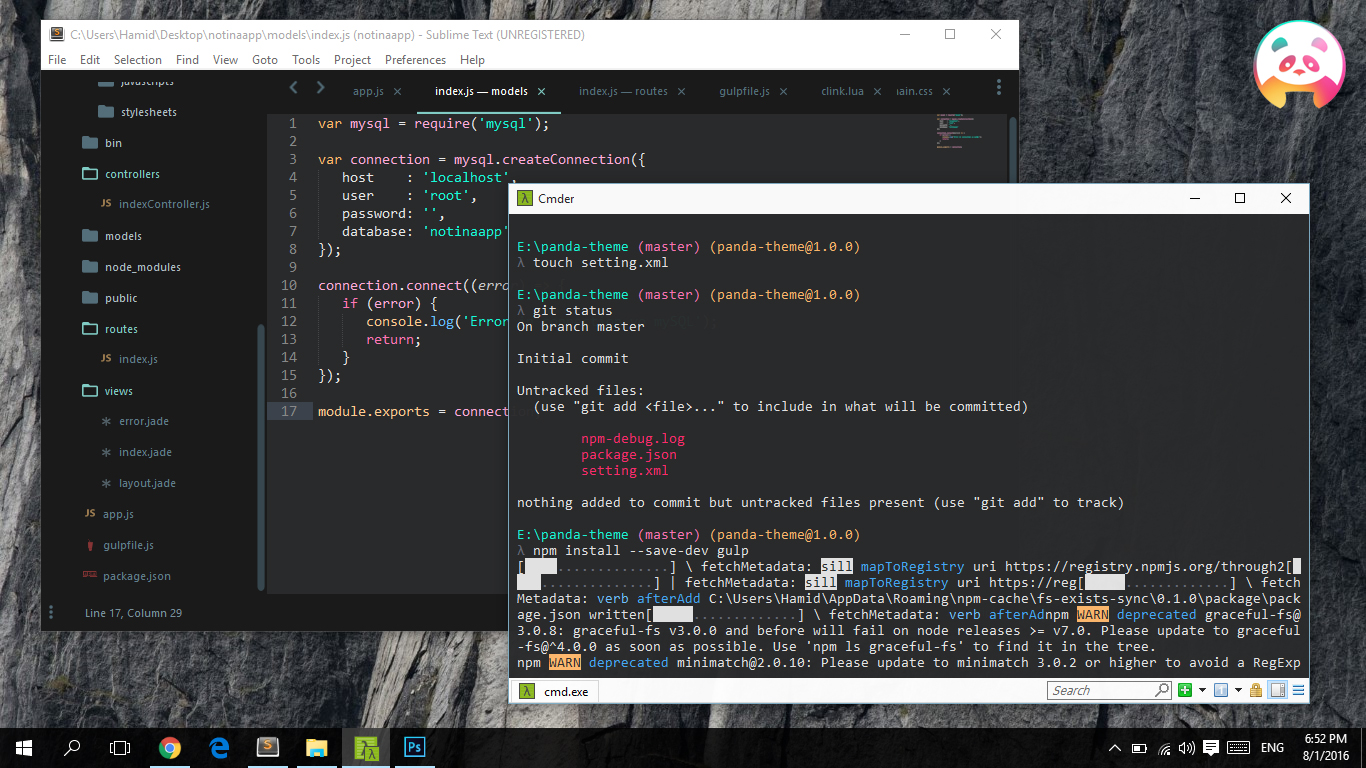 C:\Users\Hamid\Desktop\notinaapp\models\index.js (notinaapp) - Sublime Text (UNREGISTERED)
File Edit Selection Find View Goto Tools Project Preferences Help
javascripts
stylesheets
bin
controllers
JS indexController.js
models
node_modules
public
routes
JS index.js
views
error.jade
index.jade
layout.jade
JS app.js
gulpfile.js
package.json
Line 17, Column 29
app.js index.js — models index.js — routes gulpfile.js clink.lua ain.css
1 var mysql = require('mysql');
2
3 var connection = mysql.createConnection({
4 host : 'localhost',
5 user : 'root',
6 password: '',
7 database: 'notinaapp'
8 });
9
10 connection.connect((erro
11 if (error) {
12 console.log('Error
13 return;
14 }
15 });
16
17 module.exports = connect
λ Cmder
E:\panda-theme (master) (panda-theme@1.0.0)
λ touch setting.xml
E:\panda-theme (master) (panda-theme@1.0.0)
λ git status
On branch master
Initial commit
Untracked files:
(use "git add <file>..." to include in what will be committed)
npm-debug.log
package.json
setting.xml
nothing added to commit but untracked files present (use "git add" to track)
E:\panda-theme (master) (panda-theme@1.0.0)
λ npm install --save-dev gulp
[ ..............] \ fetchMetadata: sill mapToRegistry uri https://registry.npmjs.org/through2[
..............] | fetchMetadata: sill mapToRegistry uri https://reg[ .............] \ fetch
Metadata: verb afterAdd C:\Users\Hamid\AppData\Roaming\npm-cache\fs-exists-sync\0.1.0\package\pack
age.json written[ .............] \ fetchMetadata: verb afterAdnpm WARN deprecated graceful-fs@
3.0.8: graceful-fs v3.0.0 and before will fail on node releases >= v7.0. Please update to graceful
-fs@^4.0.0 as soon as possible. Use 'npm ls graceful-fs' to find it in the tree.
npm WARN deprecated minimatch@2.0.10: Please update to minimatch 3.0.2 or higher to avoid a RegExp
λ cmd.exe
Search
S
λλ
Ps
ENG
6:52 PM
8/1/2016